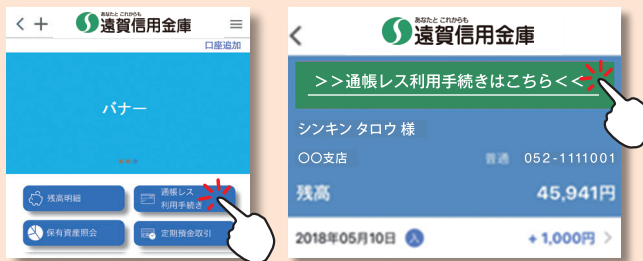 あなたと これからも
遠賀信用金庫
口座追加
バナー
残高明細
通帳レス
利用手続き
保有資産照会
定期預金取引
あなたと これからも
遠賀信用金庫
>>通帳レス利用手続きはこちら<<
シンキン タロウ 様
〇〇支店 普通 052-1111001
残高 45,941円
2018年05月10日 入 +1,000円